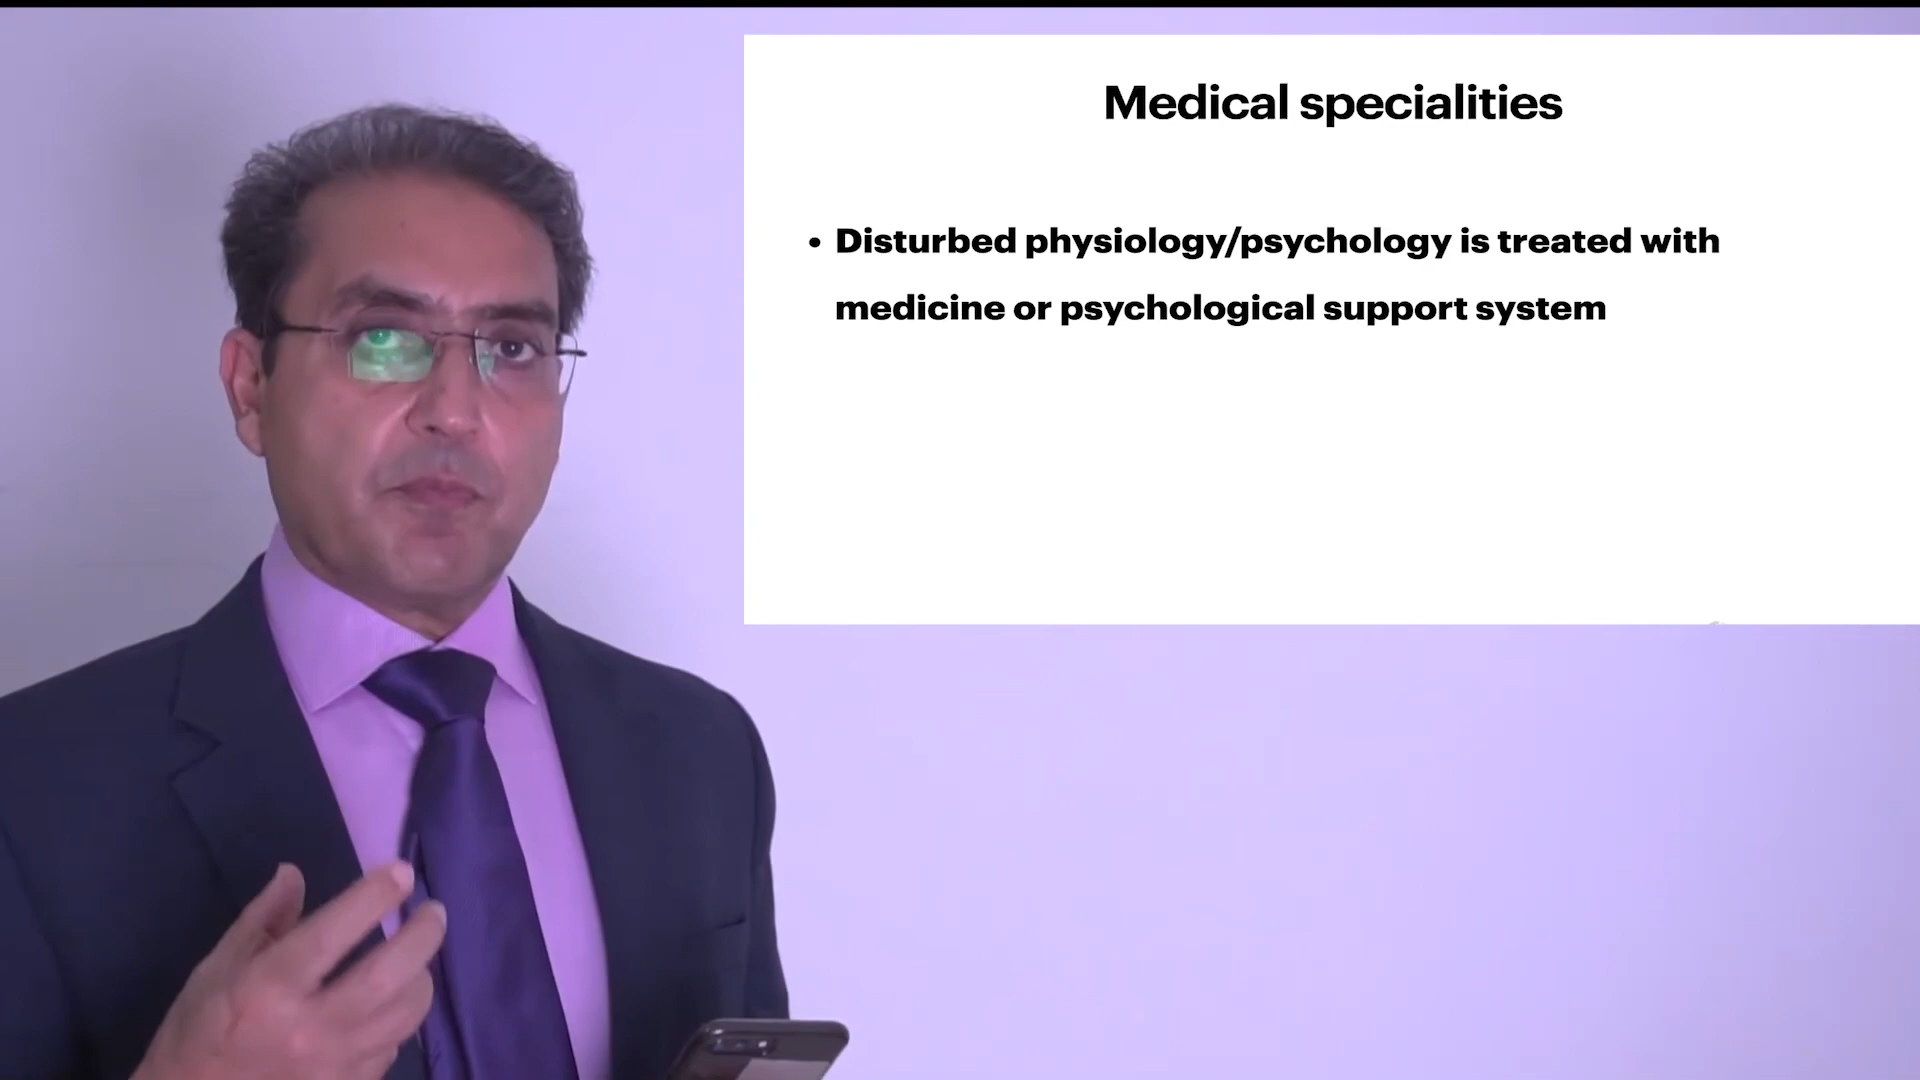 Medical specialities
• Disturbed physiology/psychology is treated with
medicine or psychological support system